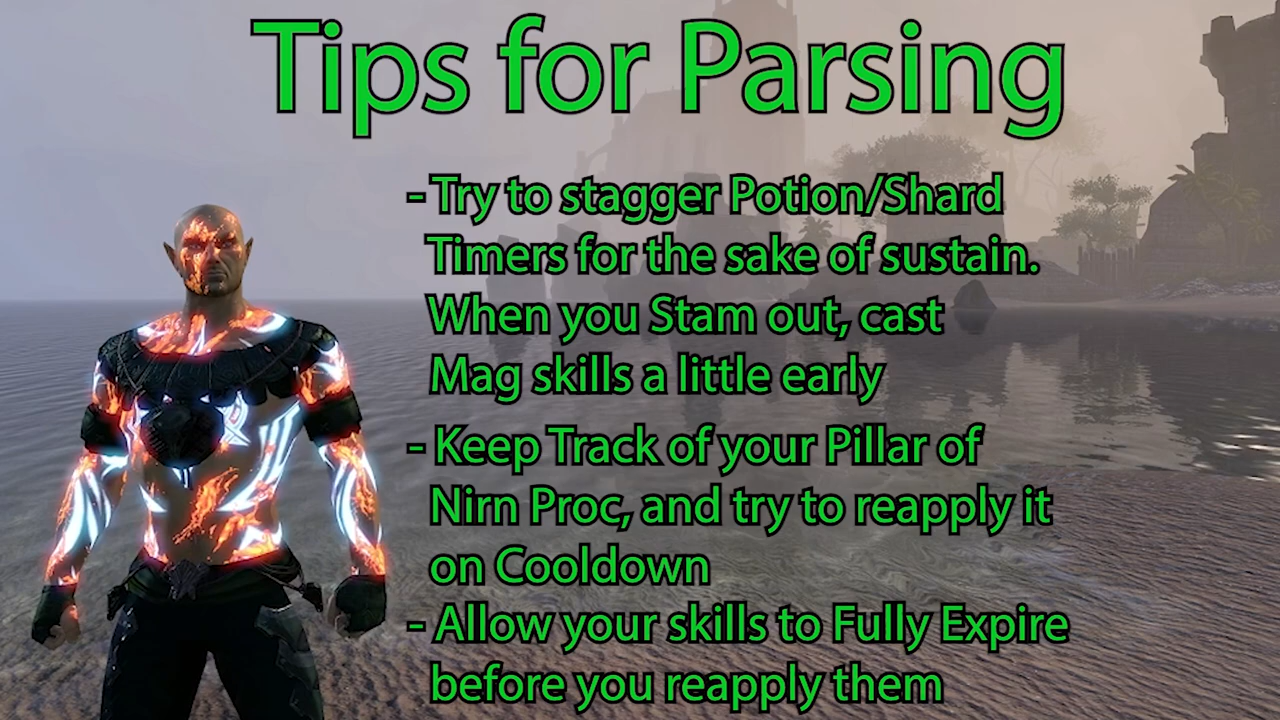 Tips for Parsing
- Try to stagger Potion/Shard
Timers for the sake of sustain.
When you Stam out, cast
Mag skills a little early
- Keep Track of your Pillar of
Nirn Proc, and try to reapply it
on Cooldown
- Allow your skills to Fully Expire
before you reapply them